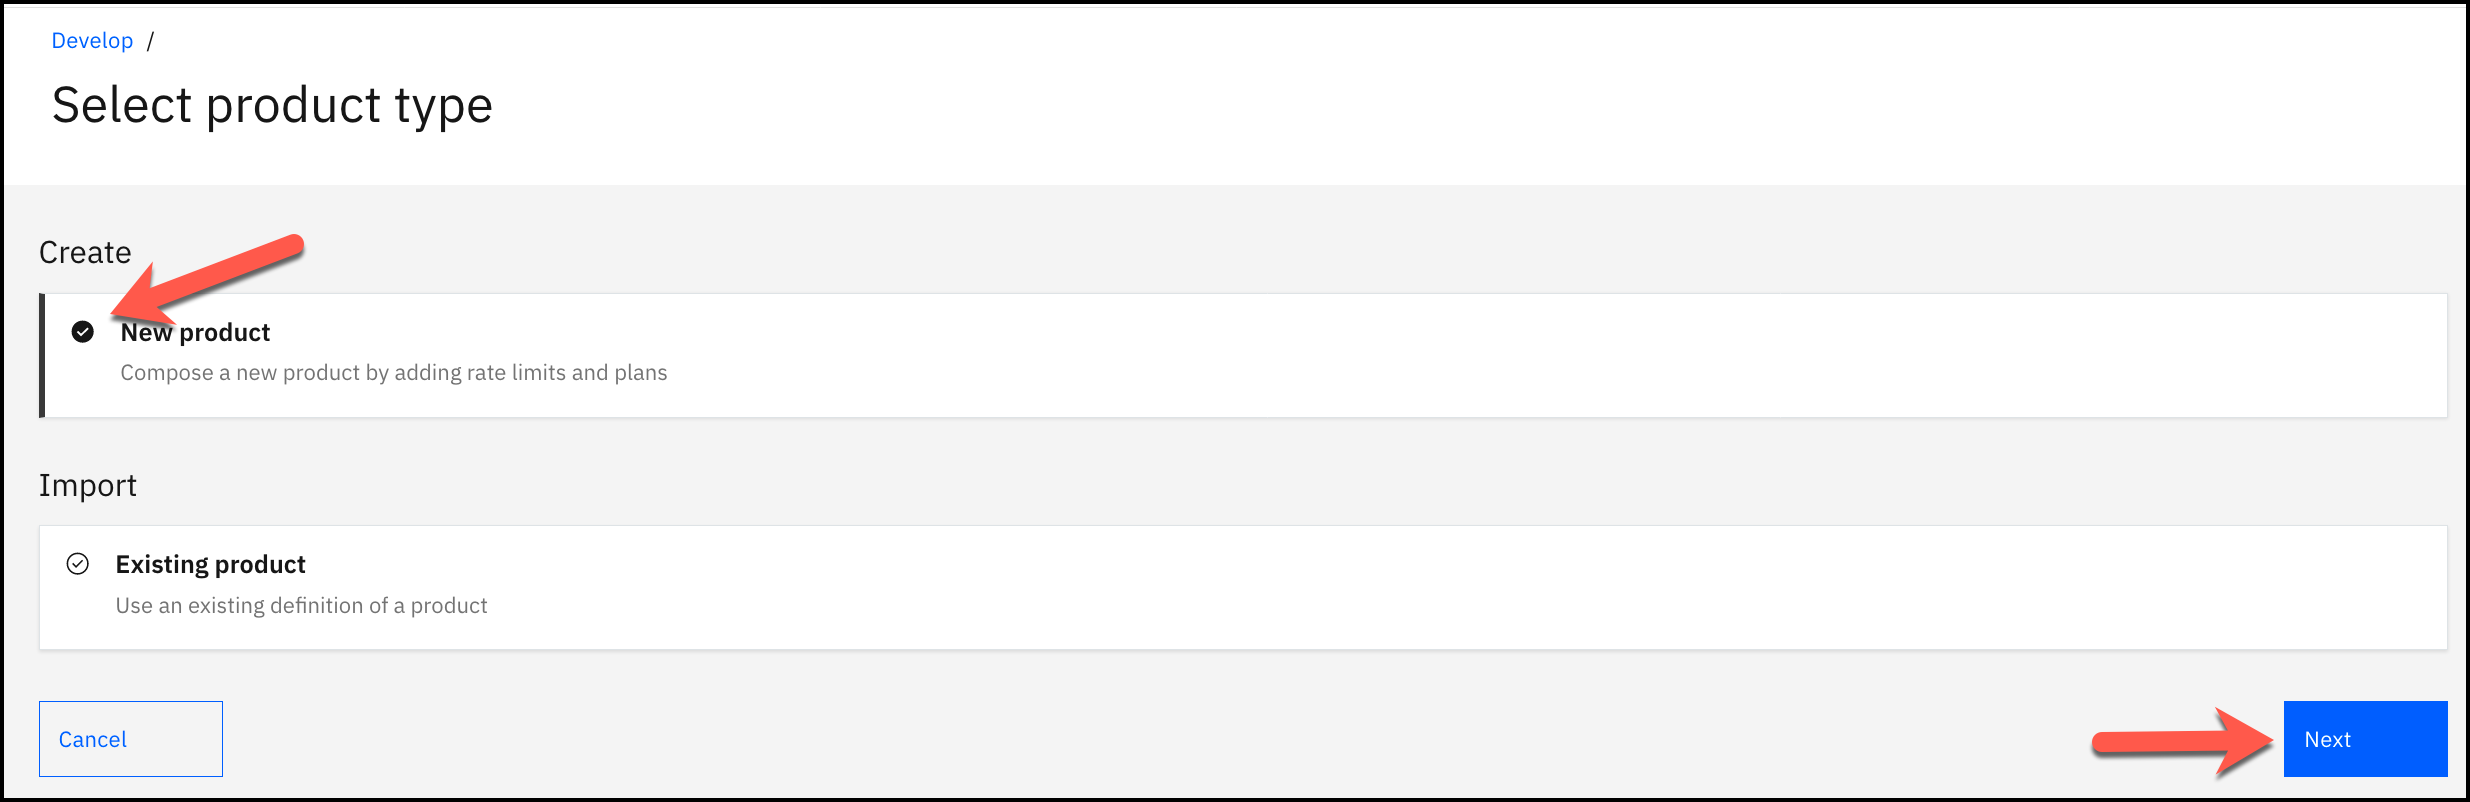 Develop /
Select product type
Create
New product
Compose a new product by adding rate limits and plans
Import
Existing product
Use an existing definition of a product
Cancel
Next